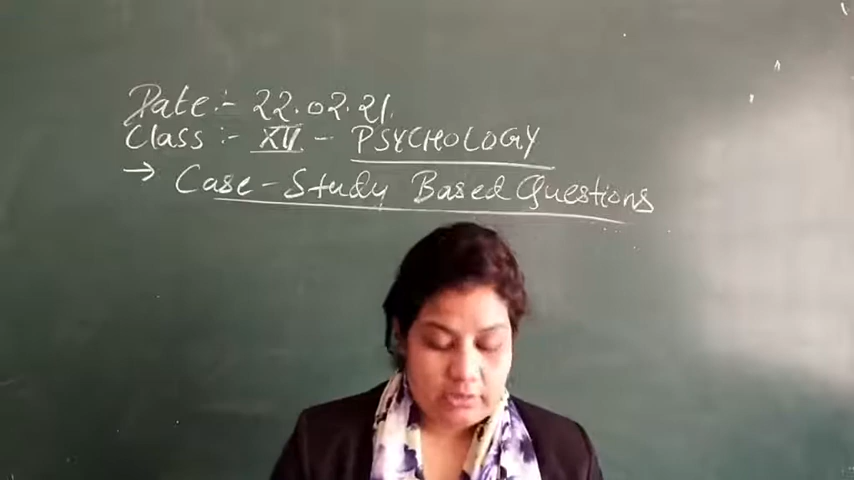 Date :- 22.02.21.
Class :- XII - PSYCHOLOGY
→ Case-Study Based Questions